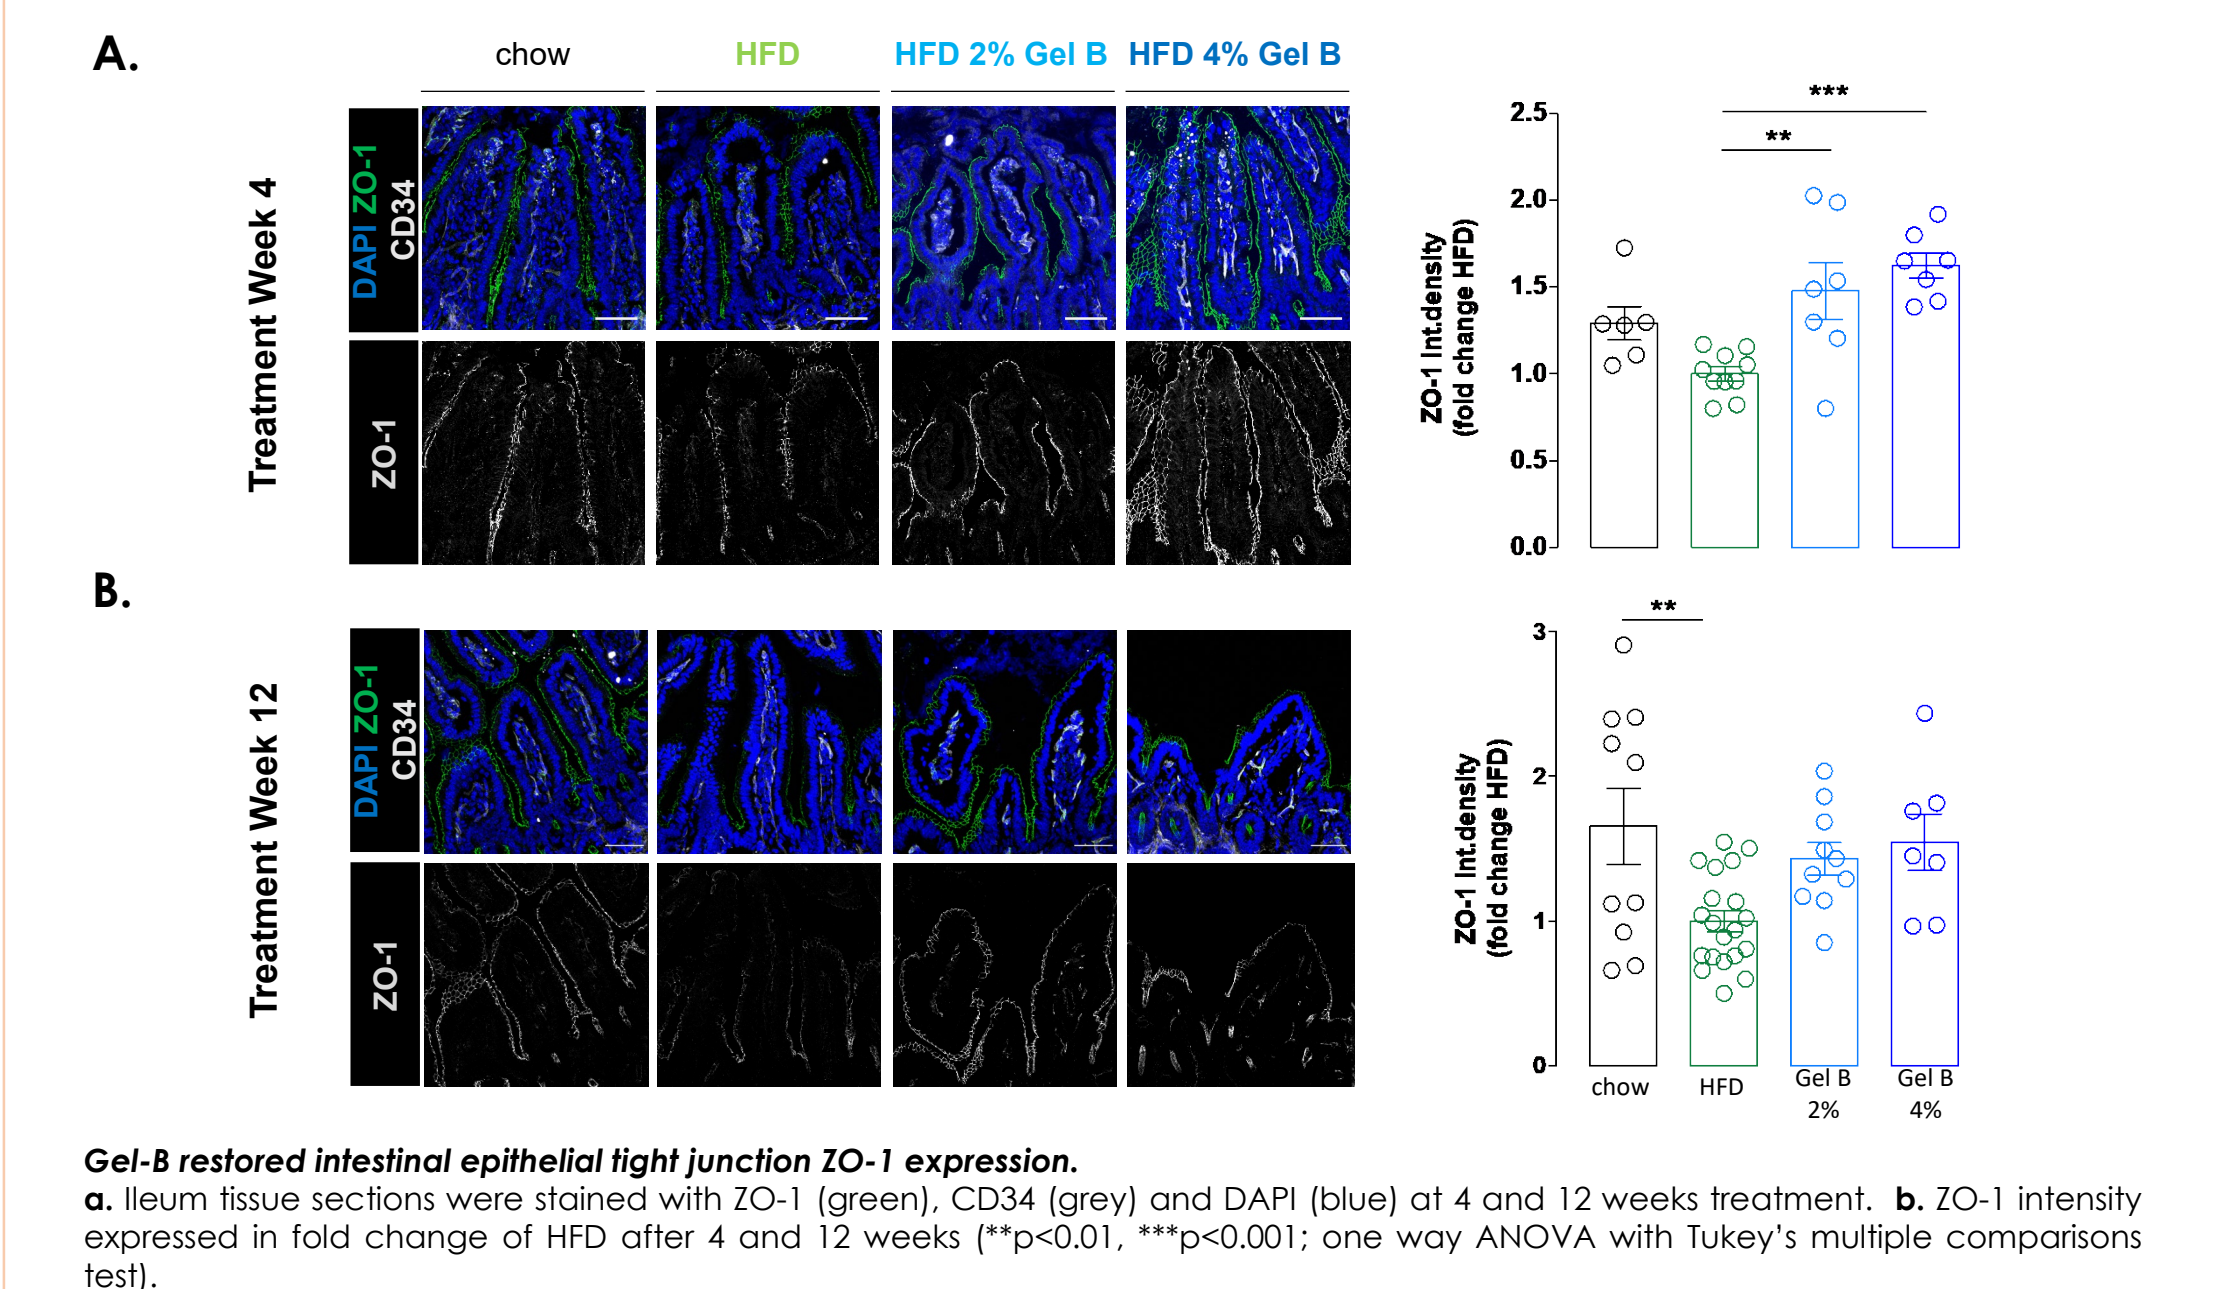 A.
chow
HFD
HFD 2% Gel B
HFD 4% Gel B
Treatment Week 4
DAPI ZO-1
CD34
ZO-1
ZO-1 Int.density
(fold change HFD)
2.5
2.0
1.5
1.0
0.5
0.0
***
**
B.
Treatment Week 12
DAPI ZO-1
CD34
ZO-1
ZO-1 Int.density
(fold change HFD)
3
2
1
0
**
chow
HFD
Gel B
2%
Gel B
4%
Gel-B restored intestinal epithelial tight junction ZO-1 expression.
a. Ileum tissue sections were stained with ZO-1 (green), CD34 (grey) and DAPI (blue) at 4 and 12 weeks treatment. b. ZO-1 intensity
expressed in fold change of HFD after 4 and 12 weeks (**p<0.01, ***p<0.001; one way ANOVA with Tukey’s multiple comparisons
test).